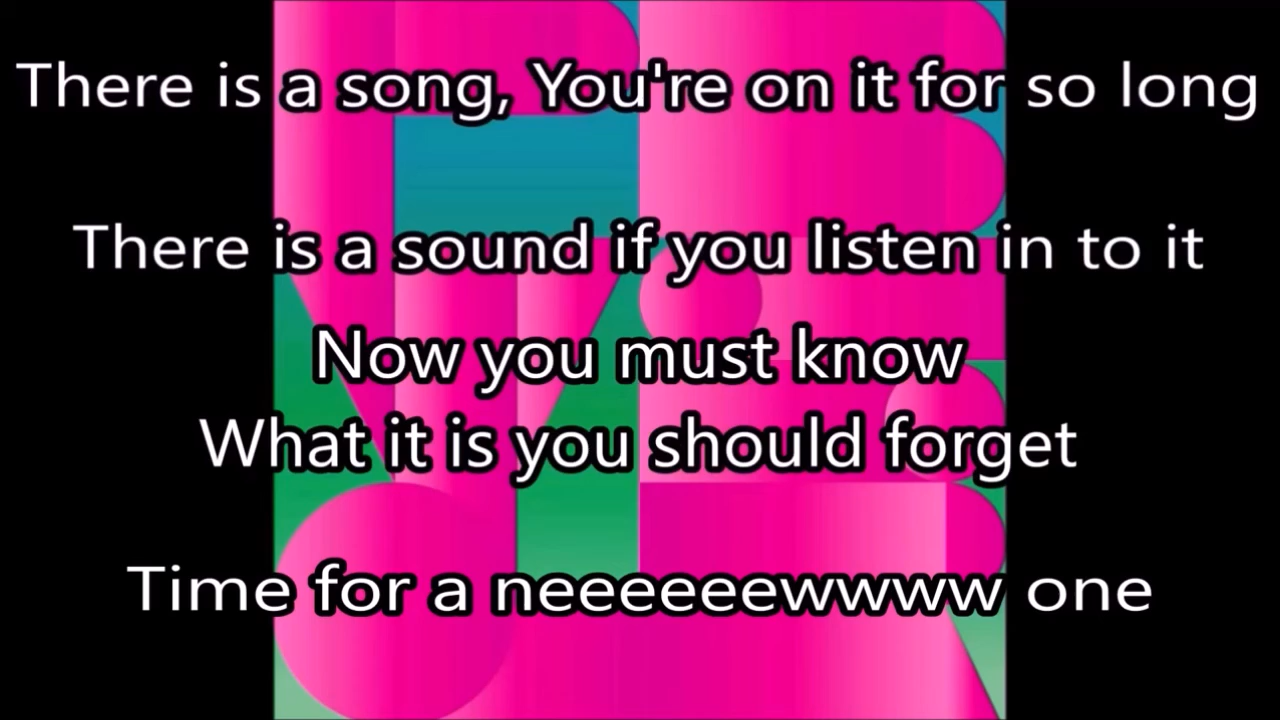 There is a song, You're on it for so long
There is a sound if you listen in to it
Now you must know
What it is you should forget
Time for a neeeeeewwww one